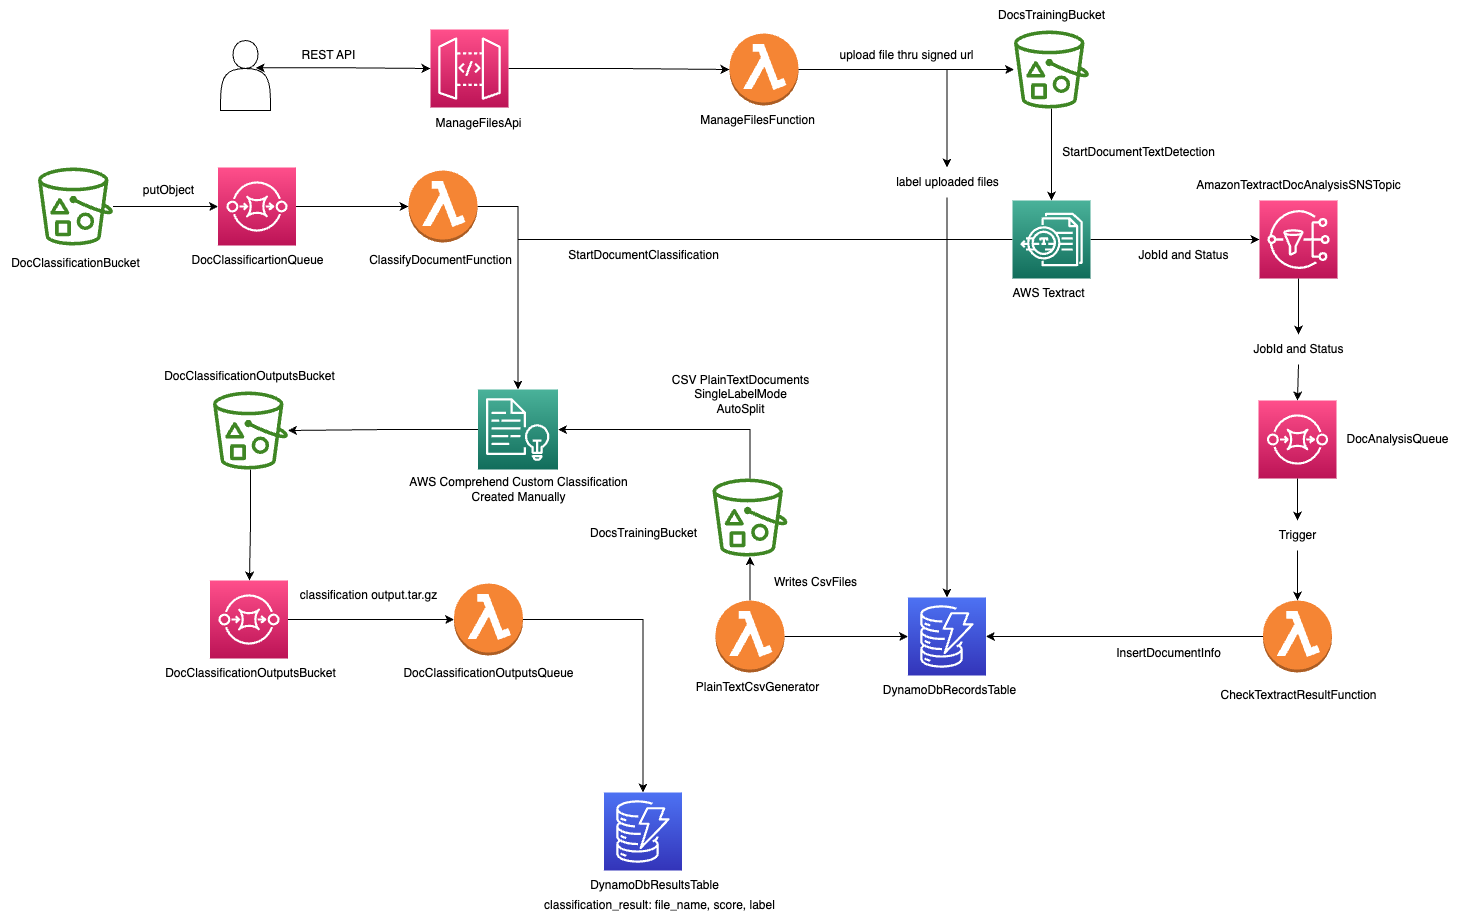 DocsTrainingBucket
REST API
upload file thru signed url
ManageFilesApi
ManageFilesFunction
StartDocumentTextDetection
putObject
label uploaded files
AmazonTextractDocAnalysisSNSTopic
DocClassificationBucket
DocClassificartionQueue
ClassifyDocumentFunction
StartDocumentClassification
JobId and Status
AWS Textract
JobId and Status
DocClassificationOutputsBucket
CSV PlainTextDocuments
SingleLabelMode
AutoSplit
DocAnalysisQueue
AWS Comprehend Custom Classification
Created Manually
DocsTrainingBucket
Trigger
Writes CsvFiles
classification output.tar.gz
InsertDocumentInfo
DocClassificationOutputsBucket
DocClassificationOutputsQueue
PlainTextCsvGenerator
DynamoDbRecordsTable
CheckTextractResultFunction
DynamoDbResultsTable
classification_result: file_name, score, label